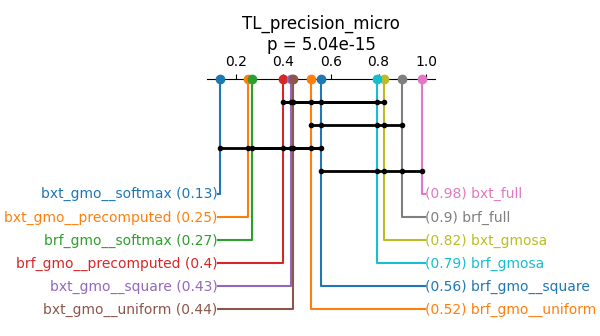 TL_precision_micro
p = 5.04e-15
0.2 0.4 0.6 0.8 1.0
bxt_gmo__softmax (0.13) (0.98) bxt_full
bxt_gmo__precomputed (0.25) (0.9) brf_full
brf_gmo__softmax (0.27) (0.82) bxt_gmosa
brf_gmo__precomputed (0.4) (0.79) brf_gmosa
bxt_gmo__square (0.43) (0.56) brf_gmo__square
bxt_gmo__uniform (0.44) (0.52) brf_gmo__uniform